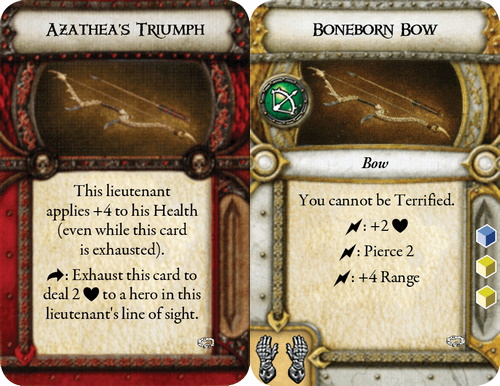 Azathea's Triumph
This lieutenant
applies +4 to his Health
(even while this card
is exhausted).
: Exhaust this card to
deal 2 to a hero in this
lieutenant's line of sight.
Boneborn Bow
Bow
You cannot be Terrified.
: +2
: Pierce 2
: +4 Range